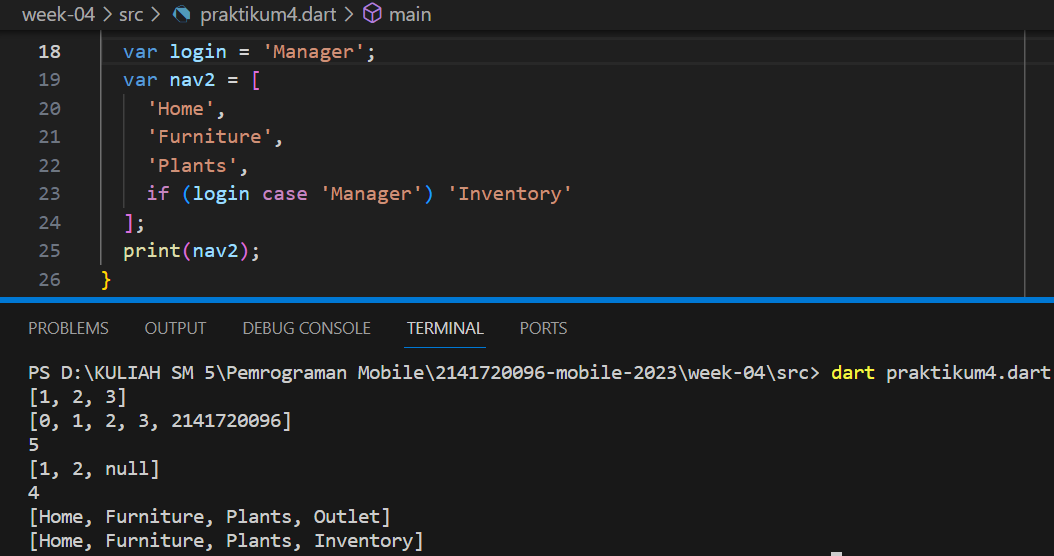 week-04 > src > praktikum4.dart > main
18 var login = 'Manager';
19 var nav2 = [
20 'Home',
21 'Furniture',
22 'Plants',
23 if (login case 'Manager') 'Inventory'
24 ];
25 print(nav2);
26 }
PROBLEMS OUTPUT DEBUG CONSOLE TERMINAL PORTS
PS D:\KULIAH SM 5\Pemrograman Mobile\2141720096-mobile-2023\week-04\src> dart praktikum4.dart
[1, 2, 3]
[0, 1, 2, 3, 2141720096]
5
[1, 2, null]
4
[Home, Furniture, Plants, Outlet]
[Home, Furniture, Plants, Inventory]